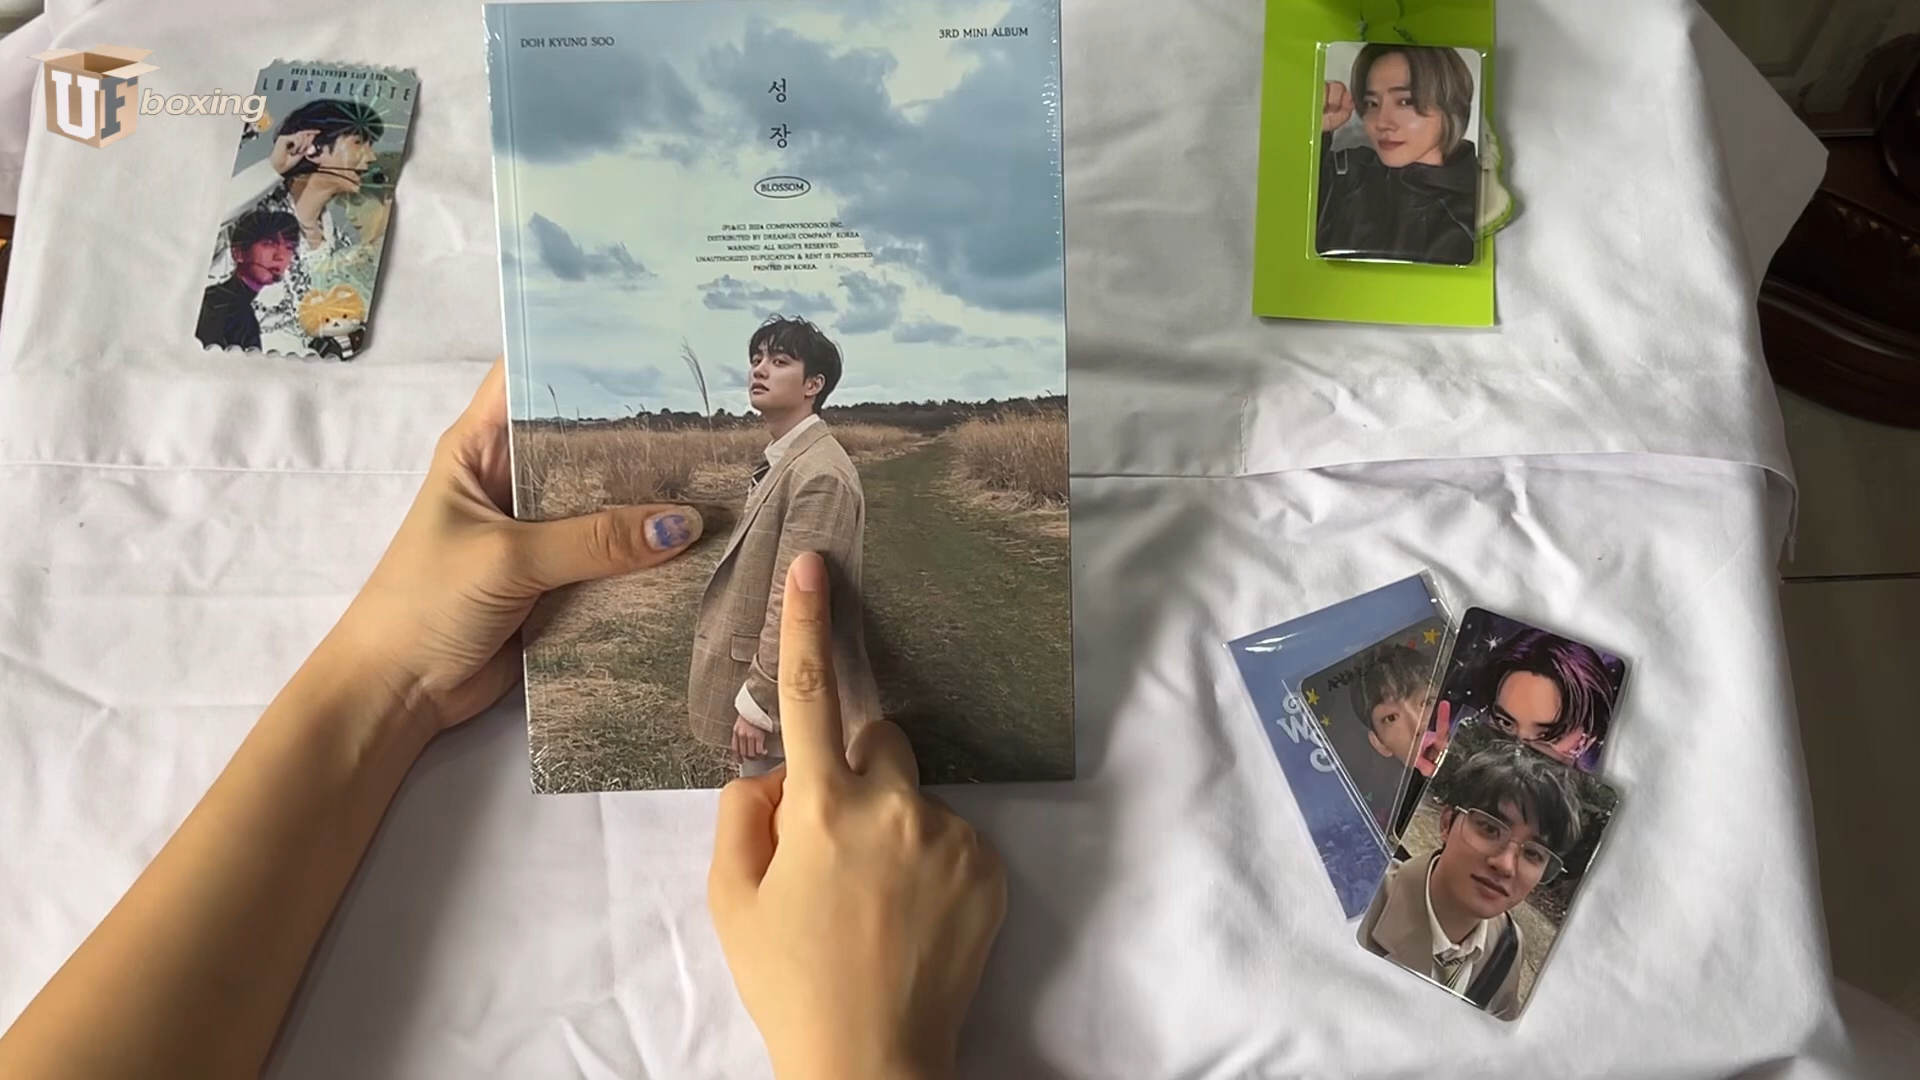 UF boxing
LONSDALEITE
DOH KYUNG SOO
3RD MINI ALBUM
성
장
BLOSSOM
(P)&(C) 2024 COMPANYSOOSOO INC.
DISTRIBUTED BY DREAMUS COMPANY. KOREA
WARNING: ALL RIGHTS RESERVED.
UNAUTHORIZED DUPLICATION & RENT IS PROHIBITED.
PRINTED IN KOREA.